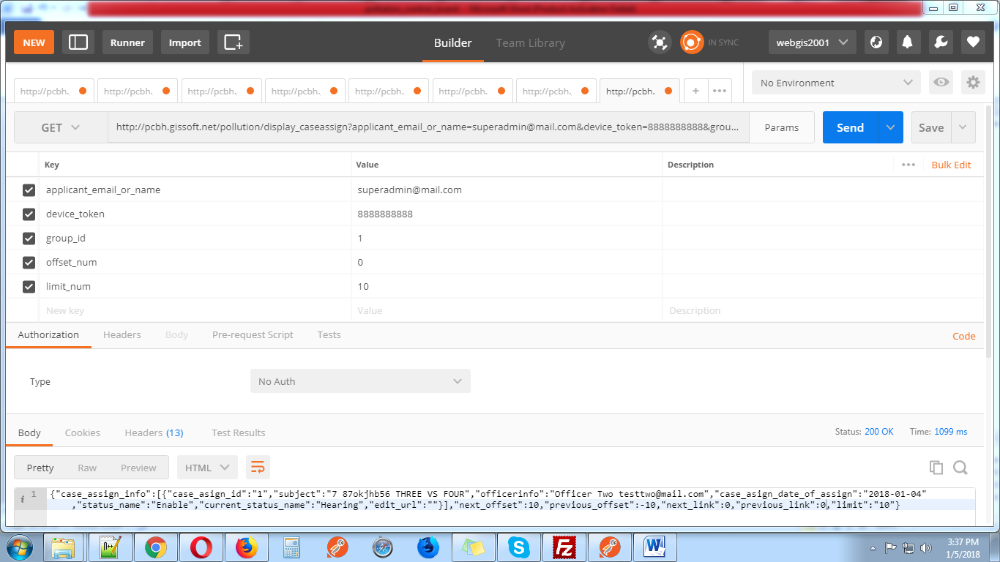 NEW Runner Import Builder Team Library IN SYNC webgis2001
http://pcbh. http://pcbh. http://pcbh. http://pcbh. http://pcbh. http://pcbh. http://pcbh. http://pcbh. + ••• No Environment
GET http://pcbh.gissoft.net/pollution/display_caseassign?applicant_email_or_name=superadmin@mail.com&device_token=8888888888&grou... Params Send Save
Key Value Description ••• Bulk Edit
applicant_email_or_name superadmin@mail.com
device_token 8888888888
group_id 1
offset_num 0
limit_num 10
New key Value Description
Authorization Headers Body Pre-request Script Tests Code
Type No Auth
Body Cookies Headers (13) Test Results Status: 200 OK Time: 1099 ms
Pretty Raw Preview HTML
i 1 {"case_assign_info":[{"case_asign_id":"1","subject":"7 87okjhb56 THREE VS FOUR","officerinfo":"Officer Two testtwo@mail.com","case_asign_date_of_assign":"2018-01-04"
,"status_name":"Enable","current_status_name":"Hearing","edit_url":""}],"next_offset":10,"previous_offset":-10,"next_link":0,"previous_link":0,"limit":"10"}
3:37 PM
1/5/2018